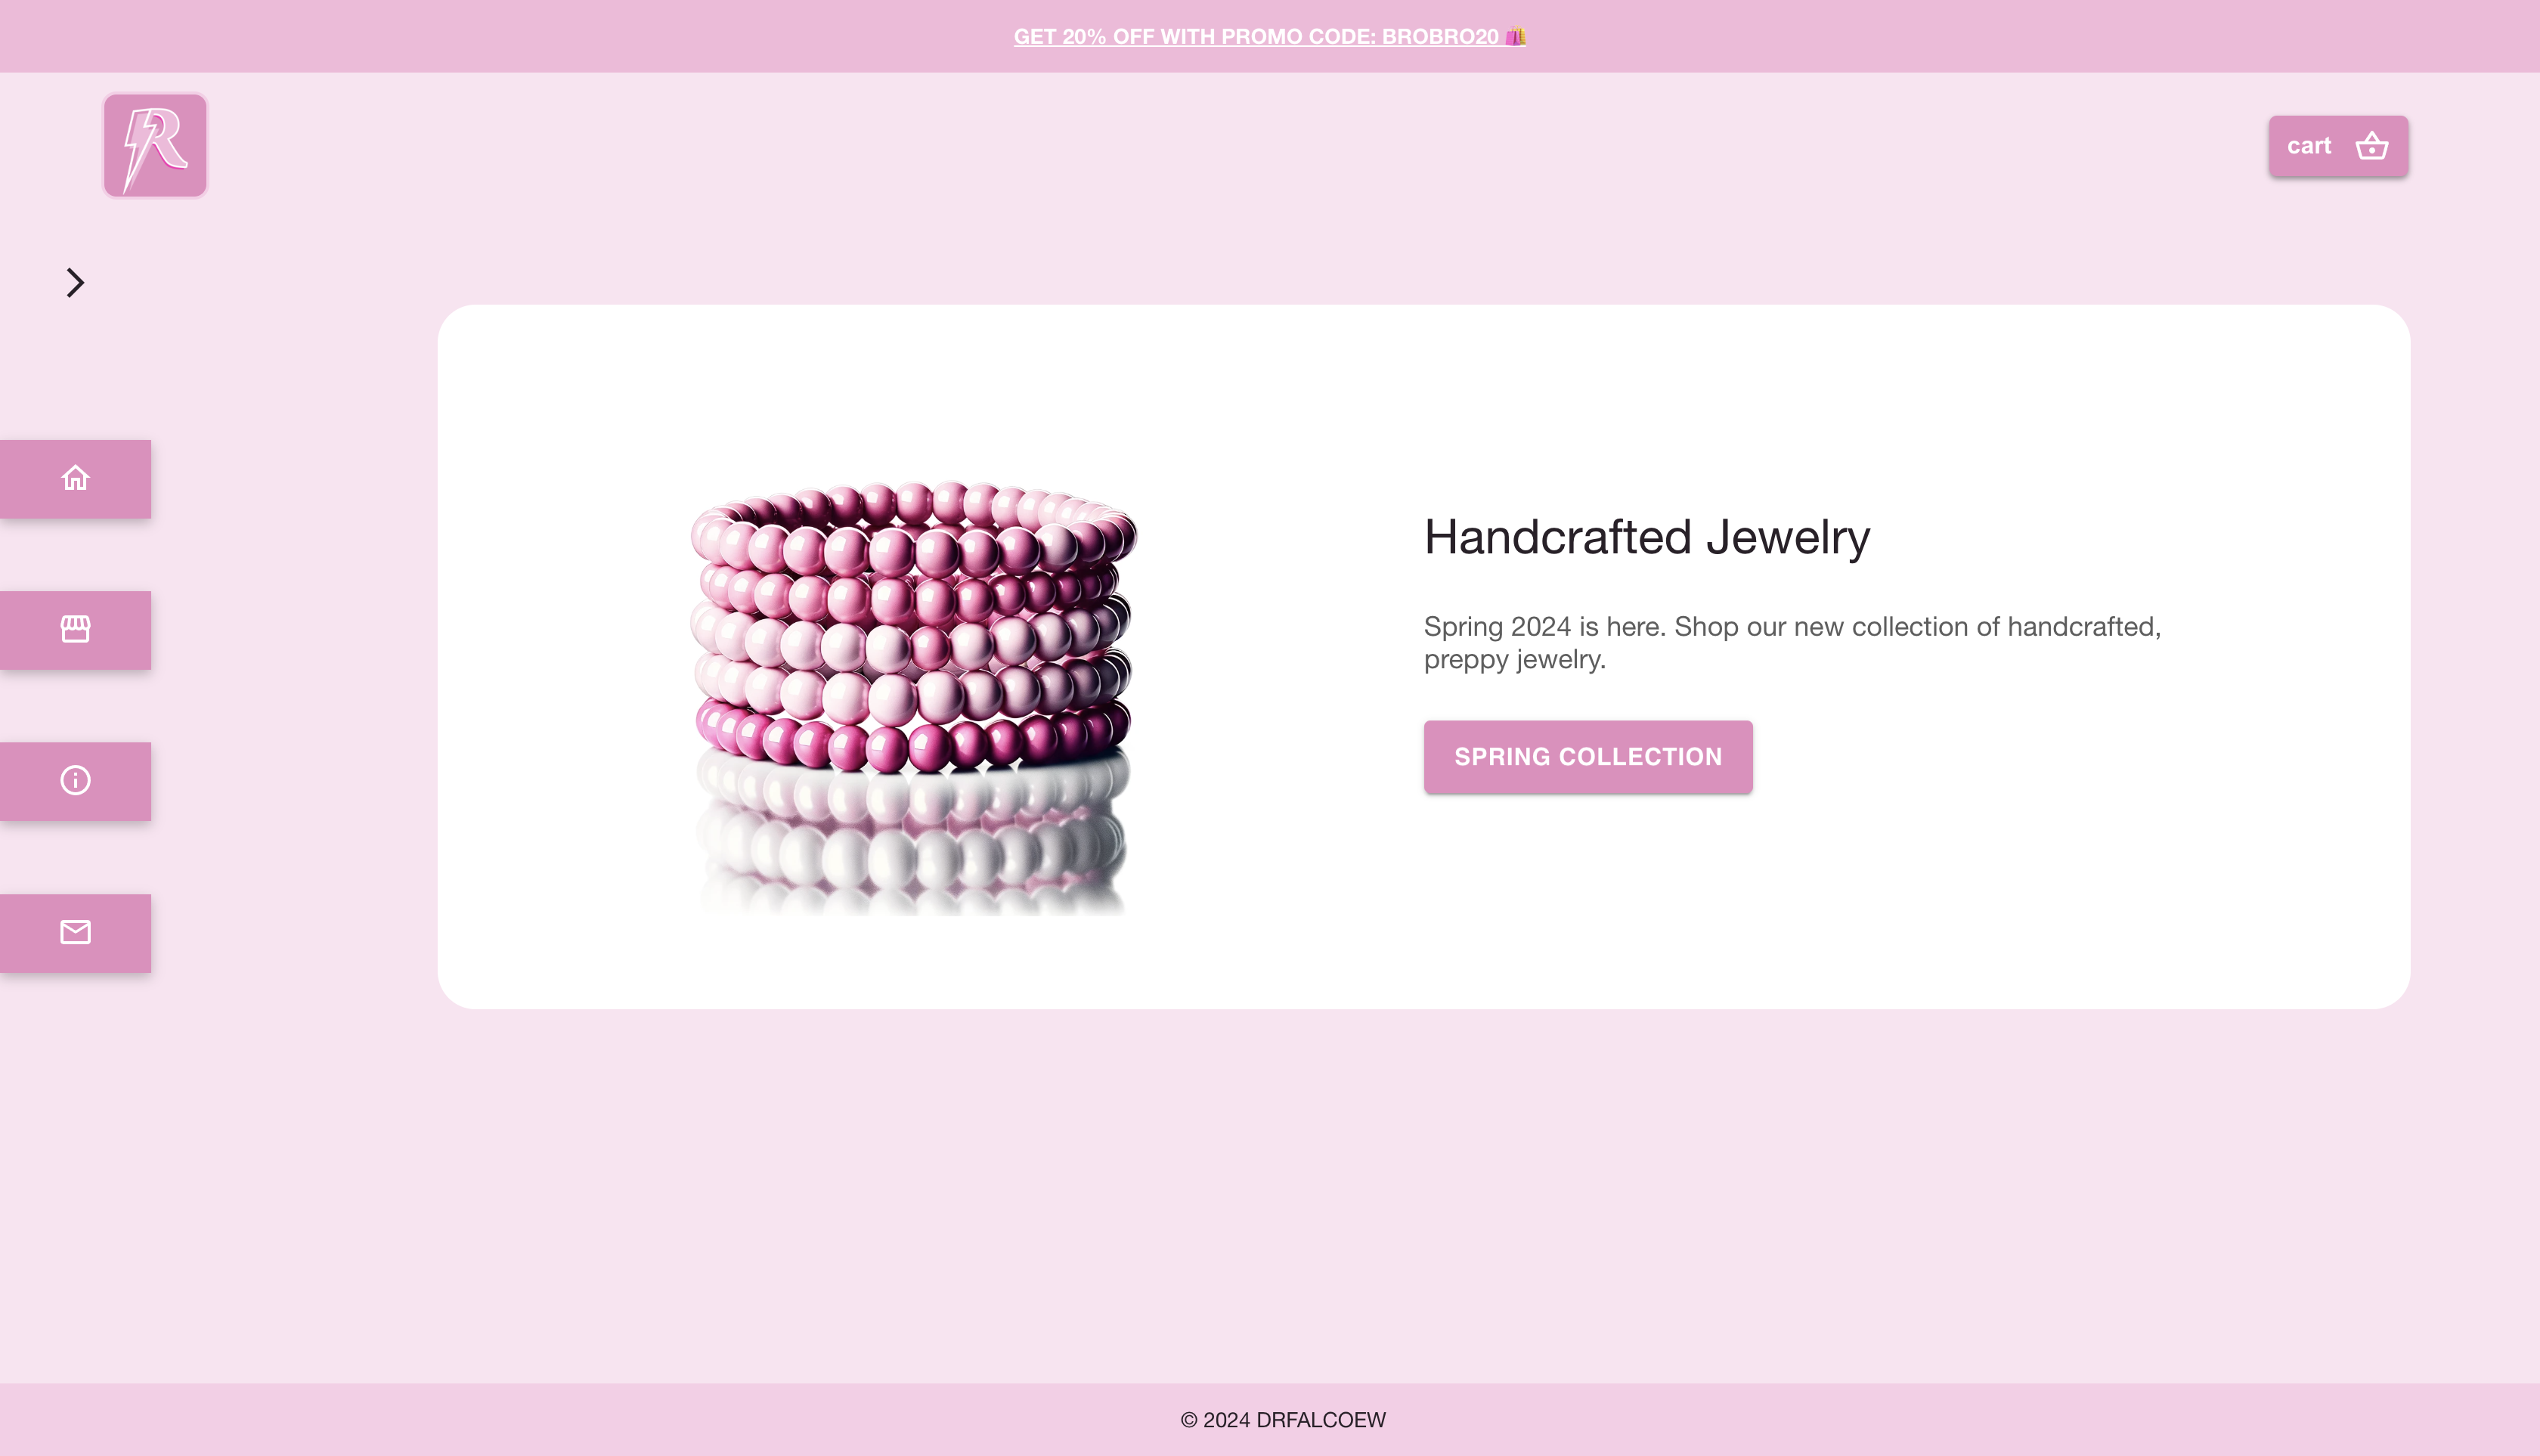 GET 20% OFF WITH PROMO CODE: BROBRO20 🛍️
R
cart
Handcrafted Jewelry
Spring 2024 is here. Shop our new collection of handcrafted,
preppy jewelry.
SPRING COLLECTION
© 2024 DRFALCOEW